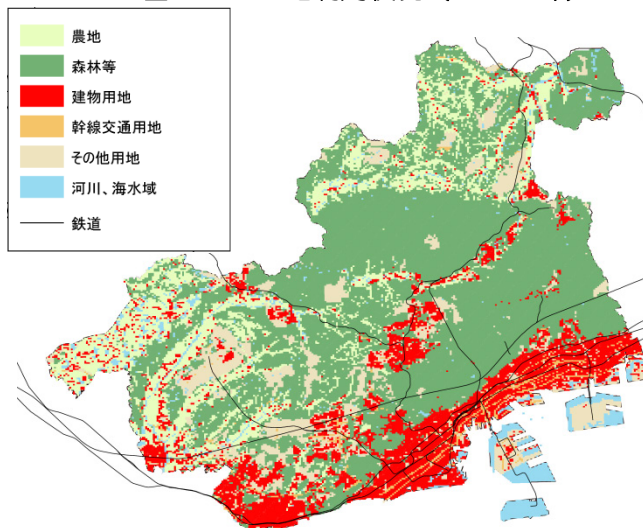 農地
森林等
建物用地
幹線交通用地
その他用地
河川、海水域
鉄道